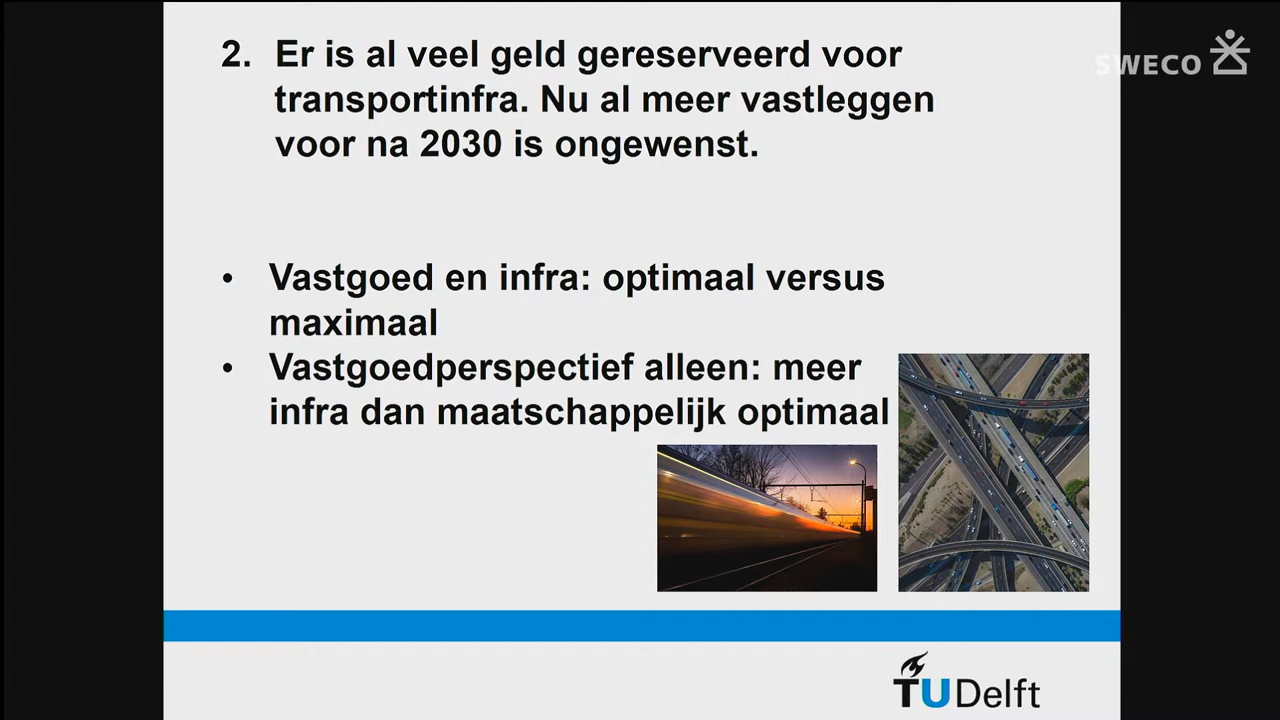 2. Er is al veel geld gereserveerd voor
transportinfra. Nu al meer vastleggen
voor na 2030 is ongewenst.
SWECO
• Vastgoed en infra: optimaal versus
maximaal
• Vastgoedperspectief alleen: meer
infra dan maatschappelijk optimaal
TUDelft